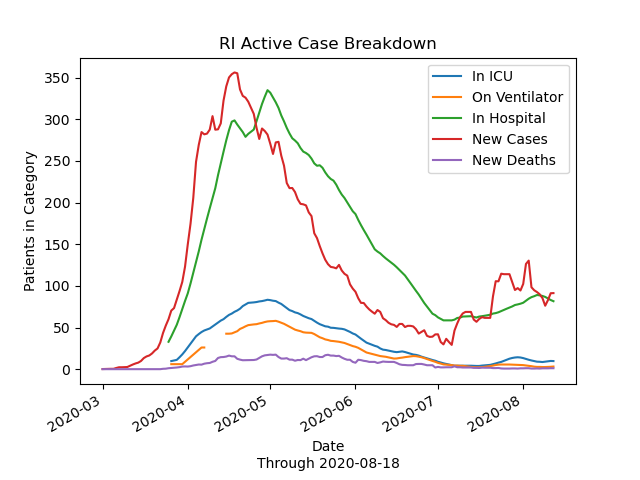 RI Active Case Breakdown
Patients in Category
350
300
250
200
150
100
50
0
In ICU
On Ventilator
In Hospital
New Cases
New Deaths
2020-03
2020-04
2020-05
2020-06
2020-07
2020-08
Date
Through 2020-08-18